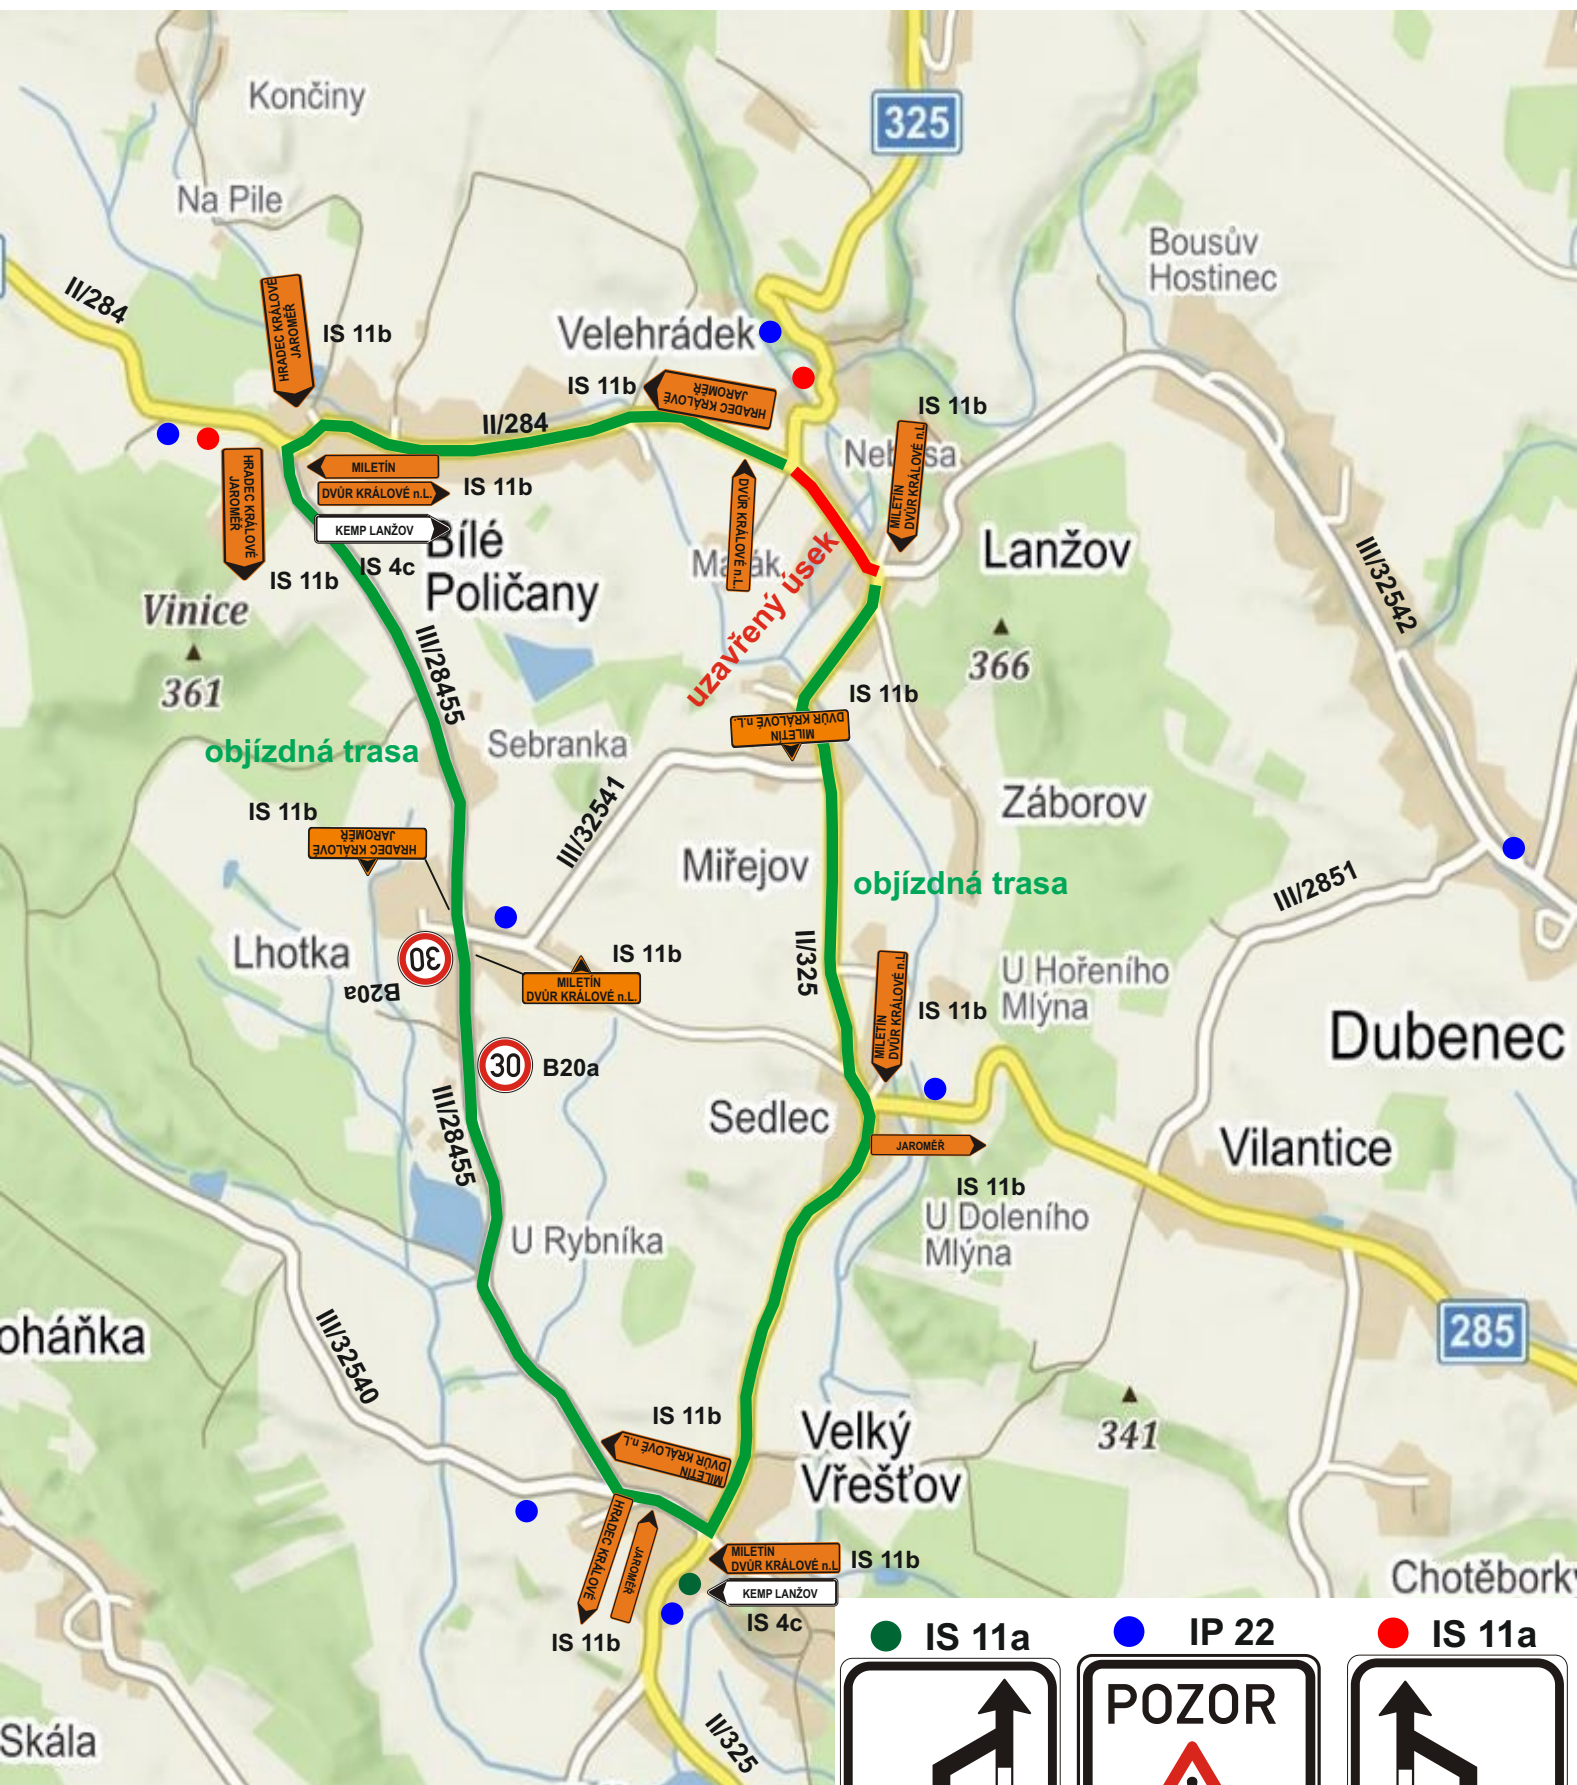 Končiny
325
Na Pile
Bousův
Hostinec
II/284
HRADEC KRÁLOVÉ
JAROMĚŘ
IS 11b
Velehrádek
IS 11b
HRADEC KRÁLOVÉ
JAROMĚŘ
IS 11b
II/284
MILETÍN
DVŮR KRÁLOVÉ n.L.
HRADEC KRÁLOVÉ
JAROMĚŘ
MILETÍN
DVŮR KRÁLOVÉ n.L.
IS 11b
KEMP LANŽOV
DVŮR KRÁLOVÉ n.L.
Bílé
Poličany
IS 4c
IS 11b
Lanžov
uzavřený úsek
III/32542
Vinice
361
III/28455
366
IS 11b
MILETÍN
DVŮR KRÁLOVÉ n.L.
objízdná trasa
Sebranka
Záborov
IS 11b
HRADEC KRÁLOVÉ
JAROMĚŘ
III/32541
Miřejov
objízdná trasa
III/2851
Lhotka
30
B20a
IS 11b
MILETÍN
DVŮR KRÁLOVÉ n.L.
II/325
MILETÍN
DVŮR KRÁLOVÉ n.L
IS 11b
U Hořeního
Mlýna
Dubenec
30
B20a
III/28455
Sedlec
JAROMĚŘ
IS 11b
Vilantice
U Doleního
Mlýna
U Rybníka
oháňka
III/32540
285
341
IS 11b
MILETÍN
DVŮR KRÁLOVÉ n.L
Velký
Vřešťov
HRADEC KRÁLOVÉ
JAROMĚŘ
IS 11b
MILETÍN
DVŮR KRÁLOVÉ n.L
IS 11b
KEMP LANŽOV
IS 4c
Chotěborky
Skála
II/325
IS 11a
IP 22
IS 11a
POZOR